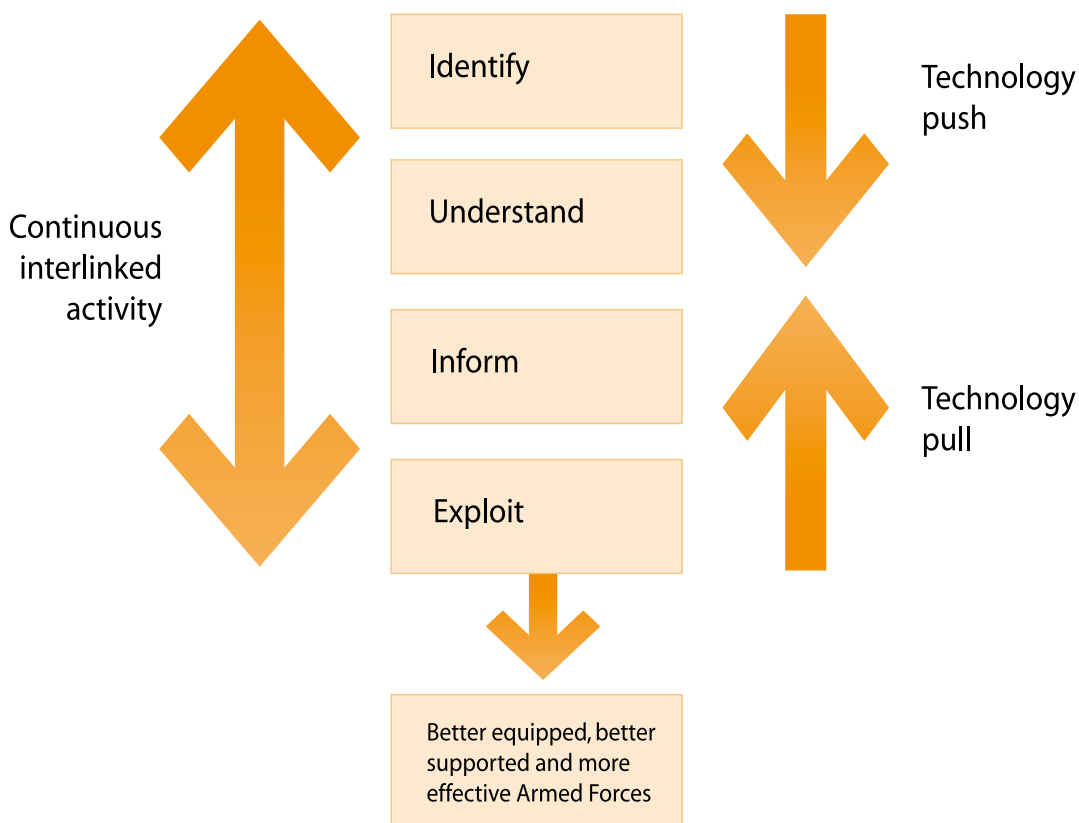 Identify
Technology
push
Understand
Continuous
interlinked
activity
Inform
Technology
pull
Exploit
Better equipped, better
supported and more
effective Armed Forces